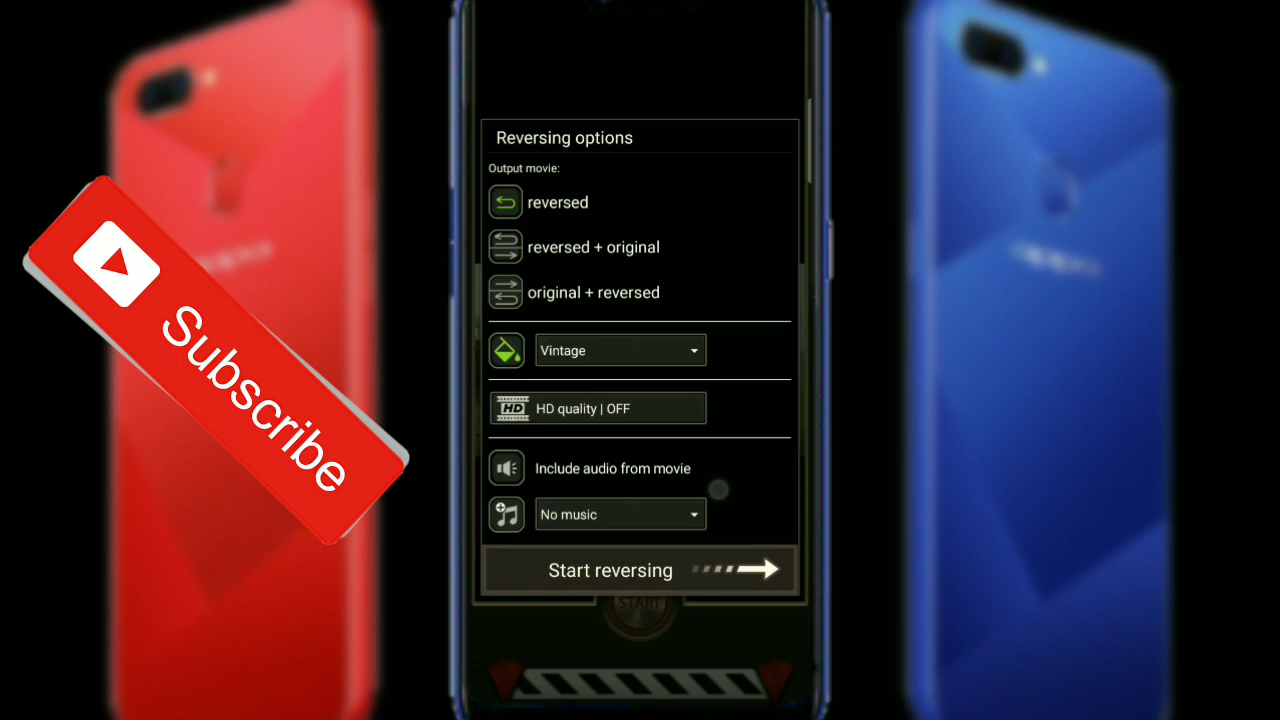 Reversing options
Output movie:
reversed
reversed + original
original + reversed
Vintage
HD
HD quality | OFF
Include audio from movie
No music
Start reversing
START
Subscribe